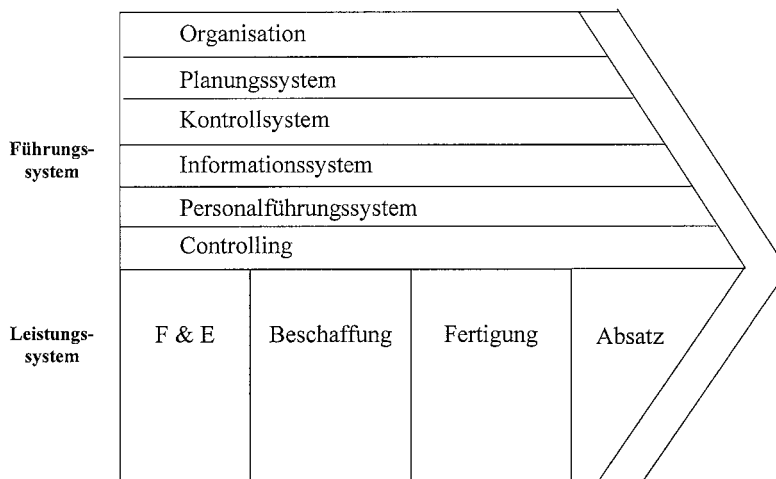 Organisation
Planungssystem
Kontrollsystem
Führungs-
system
Informationssystem
Personalführungssystem
Controlling
Leistungs-
system
F & E
Beschaffung
Fertigung
Absatz